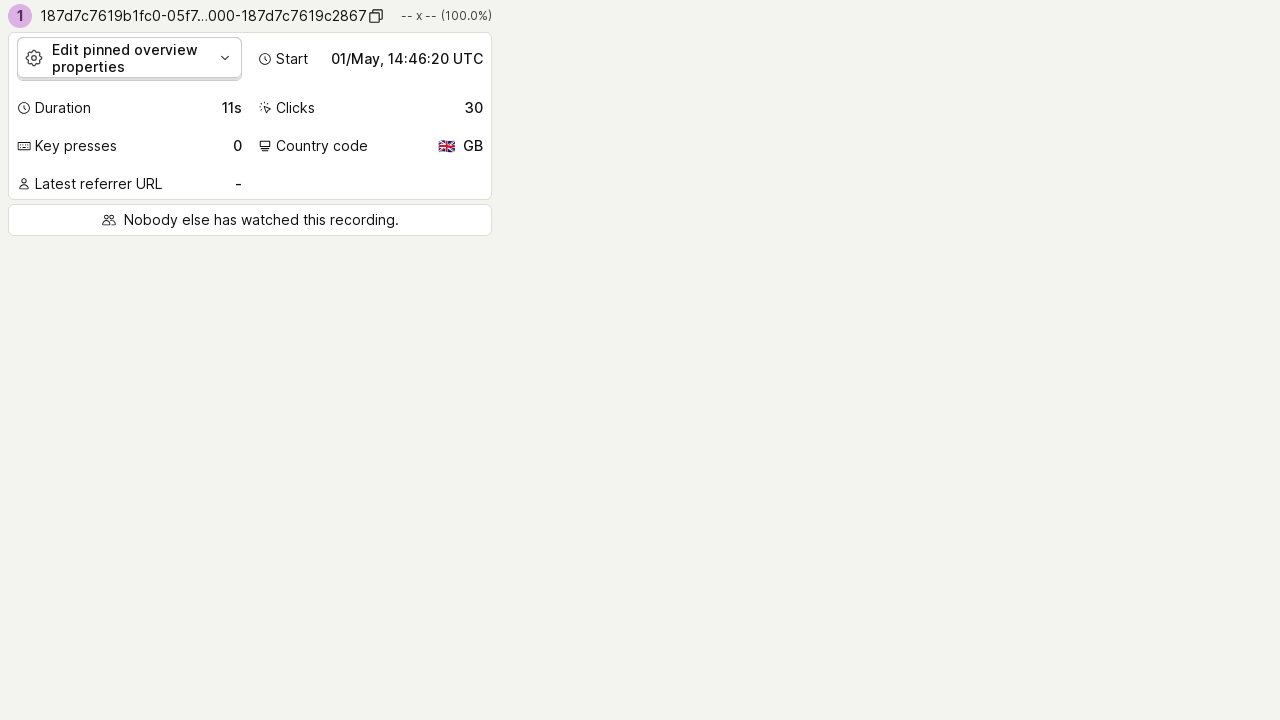 1 187d7c7619b1fc0-05f7...000-187d7c7619c2867 -- x -- (100.0%)
Edit pinned overview
properties
Start 01/May, 14:46:20 UTC
Duration 11s
Clicks 30
Key presses 0
Country code 🇬🇧 GB
Latest referrer URL -
Nobody else has watched this recording.